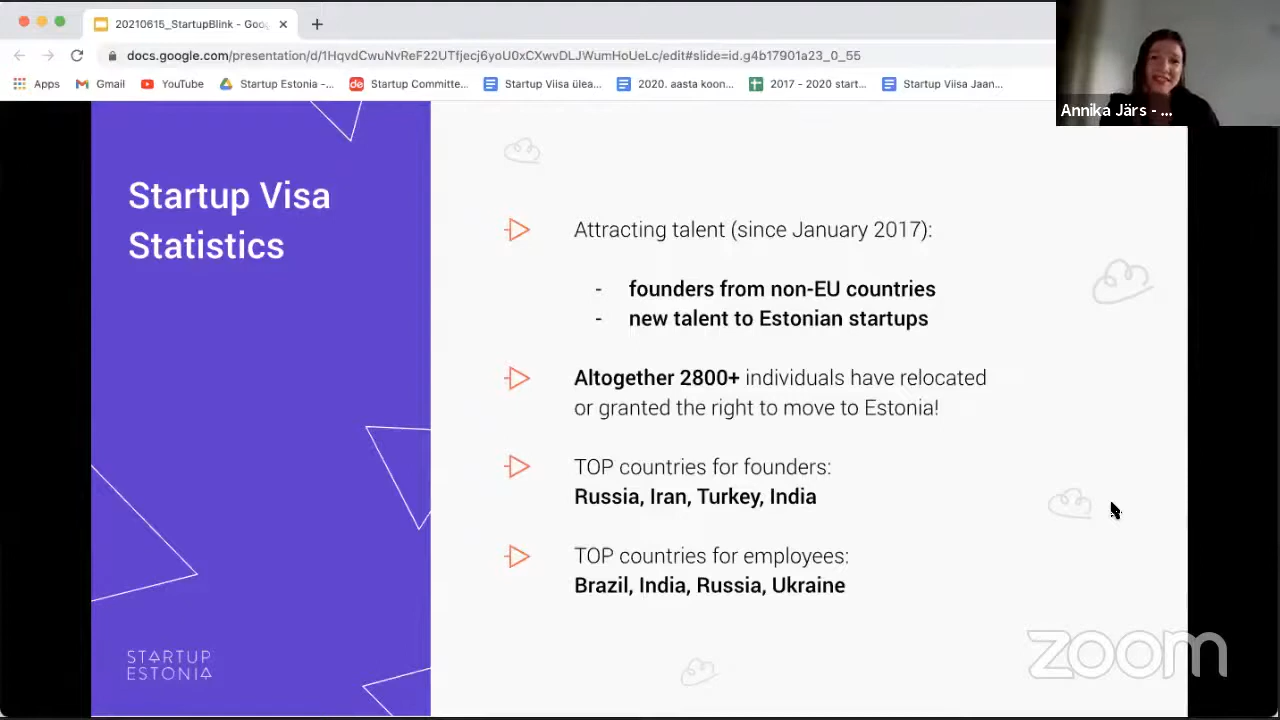 20210615_StartupBlink - Goo
docs.google.com/presentation/d/1HqvdCwuNvReF22UTfjecj6yoU0xCXwvDLJWumHoUeLc/edit#slide=id.g4b17901a23_0_55
Apps Gmail YouTube Startup Estonia -... Startup Committe... Startup Viisa ülea... 2020. aasta koon... 2017 - 2020 start... Startup Viisa Jaan...
Annika Järs - ...
Startup Visa
Statistics
Attracting talent (since January 2017):
- founders from non-EU countries
- new talent to Estonian startups
Altogether 2800+ individuals have relocated
or granted the right to move to Estonia!
TOP countries for founders:
Russia, Iran, Turkey, India
TOP countries for employees:
Brazil, India, Russia, Ukraine
STARTUP
ESTONIA
zoom